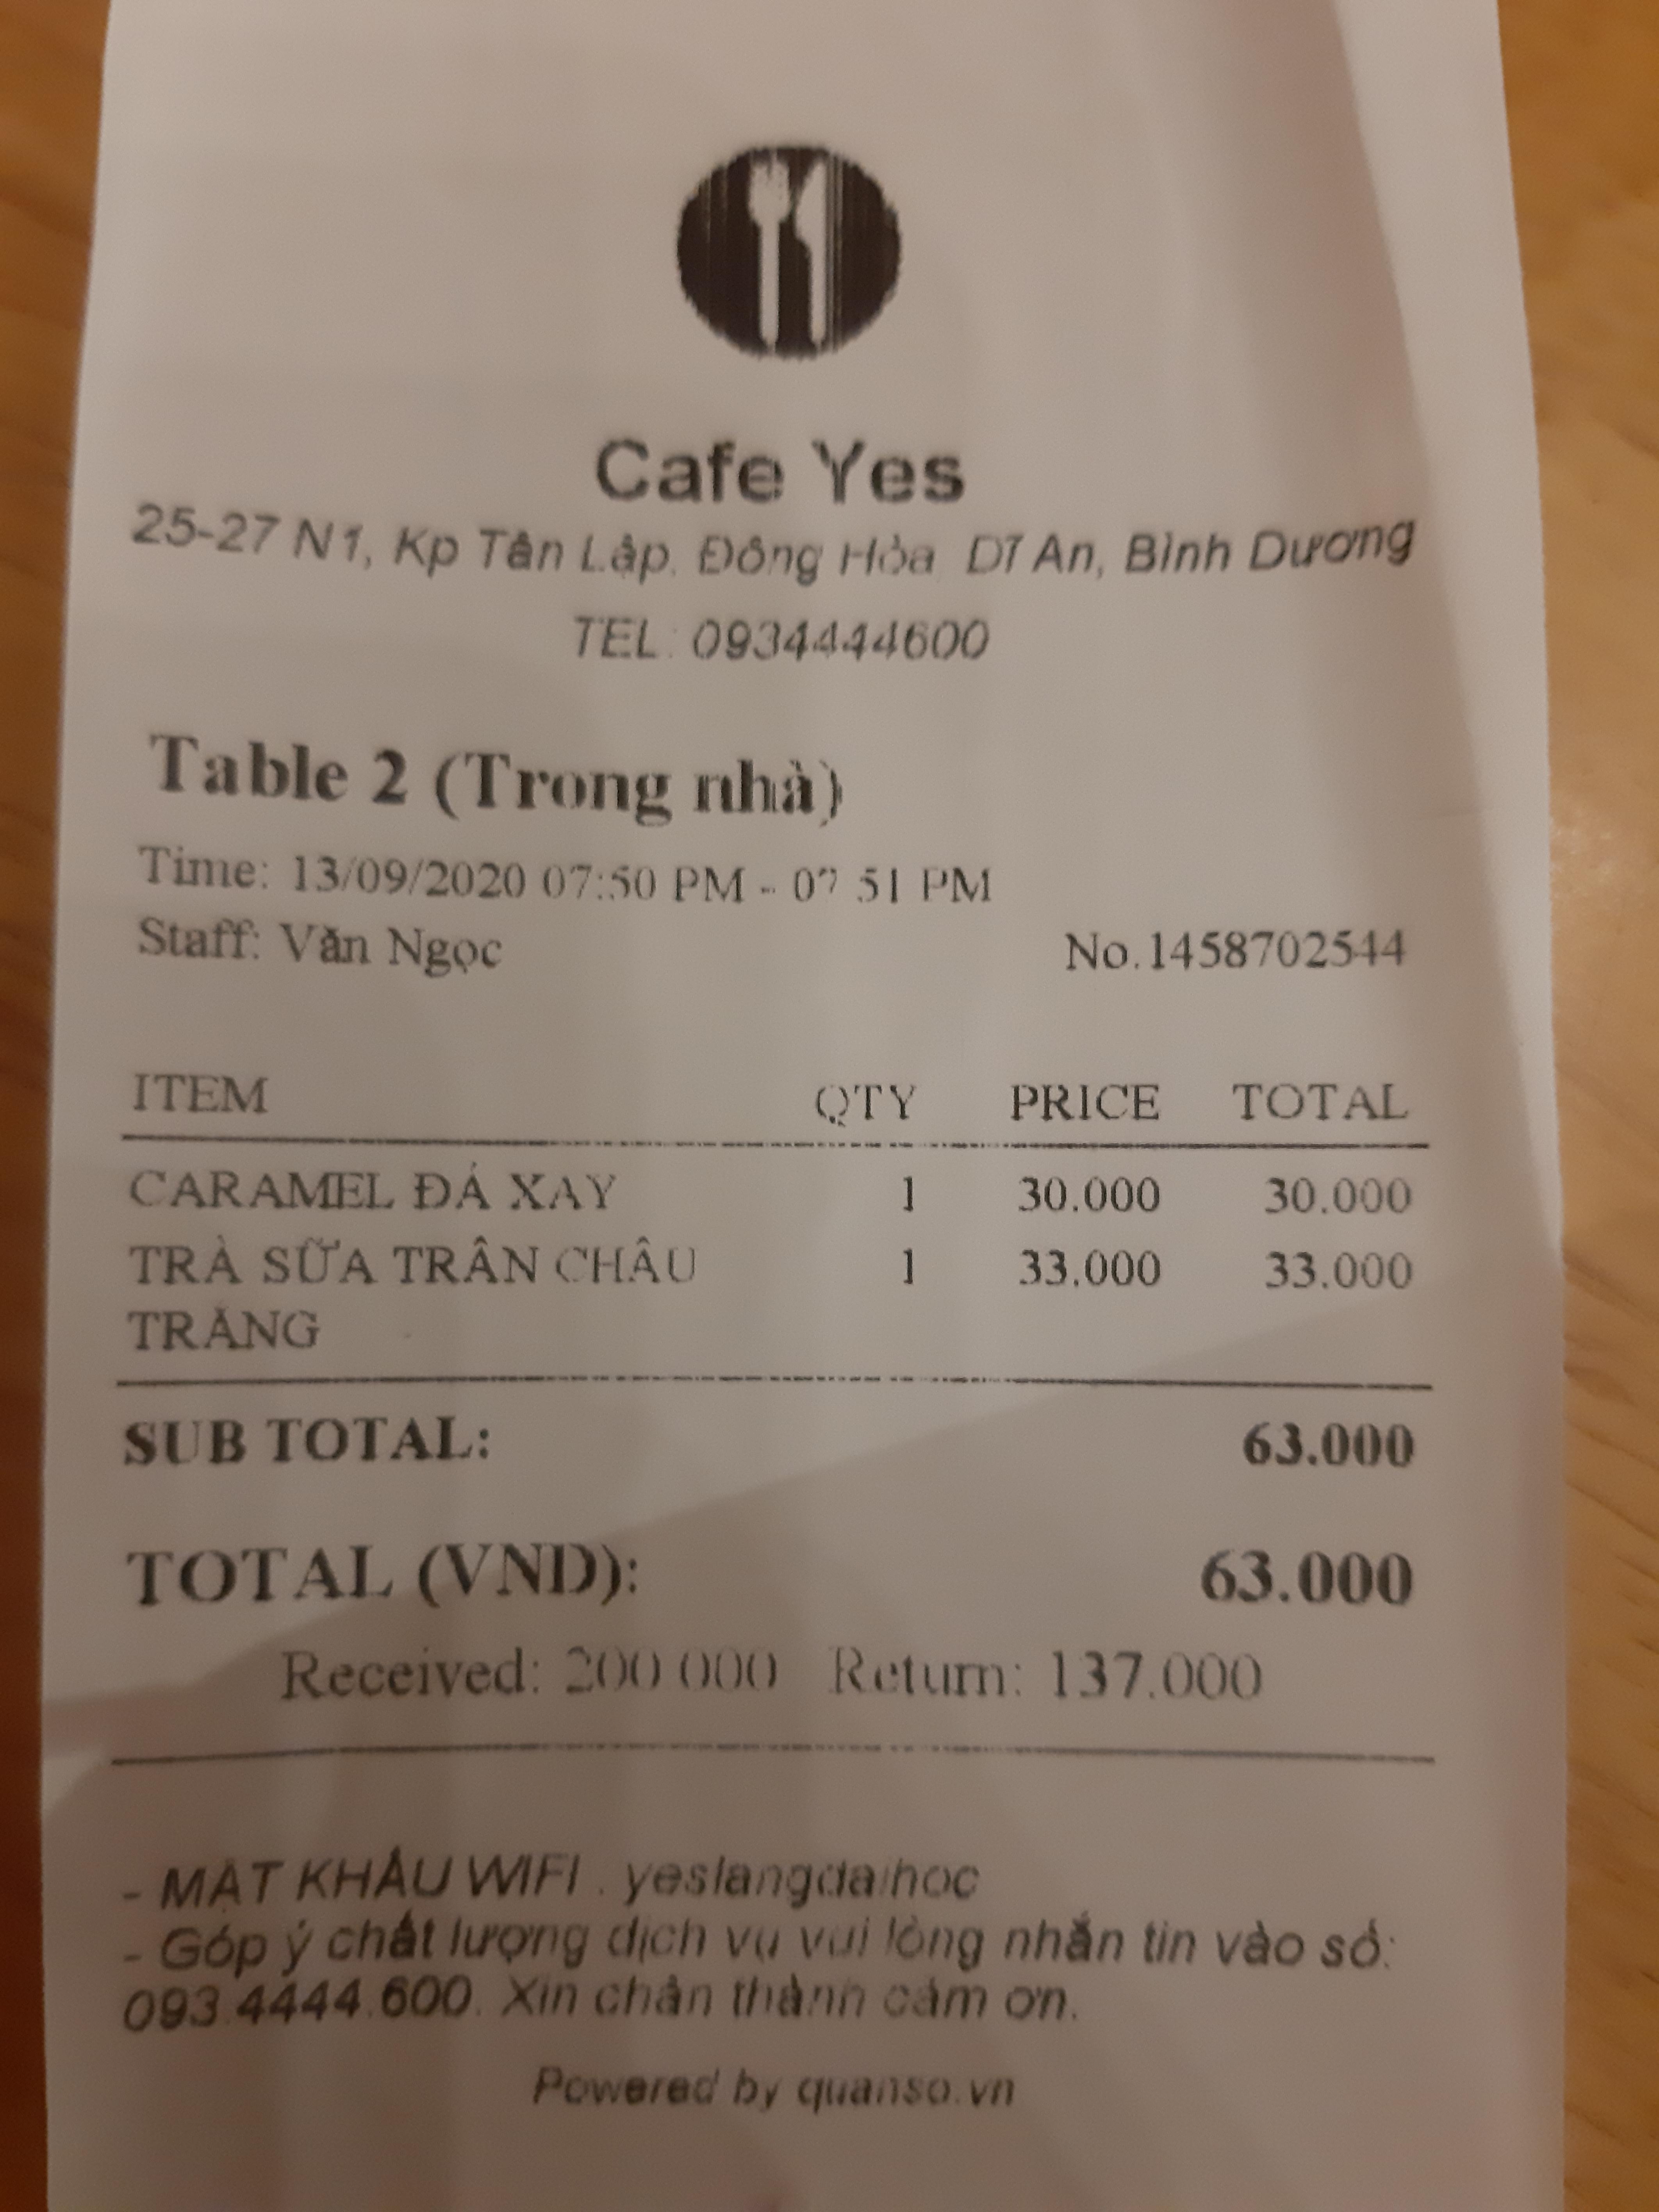 Cafe Yes
25-27 N1, Kp Tân Lập, Đông Hòa, Dĩ An, Bình Dương
TEL: 0934444600
Table 2 (Trong nhà)
Time: 13/09/2020 07:50 PM - 07:51 PM
Staff: Văn Ngọc No.1458702544
ITEM QTY PRICE TOTAL
CARAMEL ĐÁ XAY 1 30.000 30.000
TRÀ SỮA TRÂN CHÂU 1 33.000 33.000
TRẮNG
SUB TOTAL: 63.000
TOTAL (VND): 63.000
Received: 200.000 Return: 137.000
- MẬT KHẨU WIFI : yeslangdaihoc
- Góp ý chất lượng dịch vụ vui lòng nhắn tin vào số:
093.4444.600. Xin chân thành cám ơn.
Powered by quanso.vn